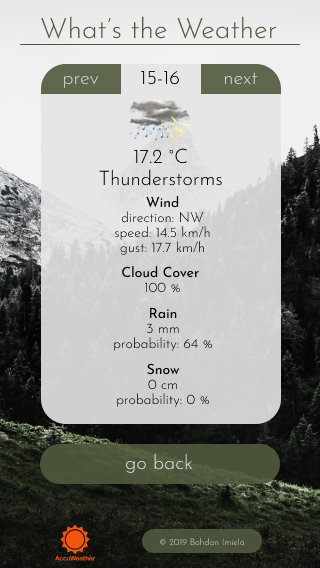 What's the Weather
prev 15-16 next
17.2 °C
Thunderstorms
Wind
direction: NW
speed: 14.5 km/h
gust: 17.7 km/h
Cloud Cover
100 %
Rain
3 mm
probability: 64 %
Snow
0 cm
probability: 0 %
go back
AccuWeather
© 2019 Bohdan Imiela